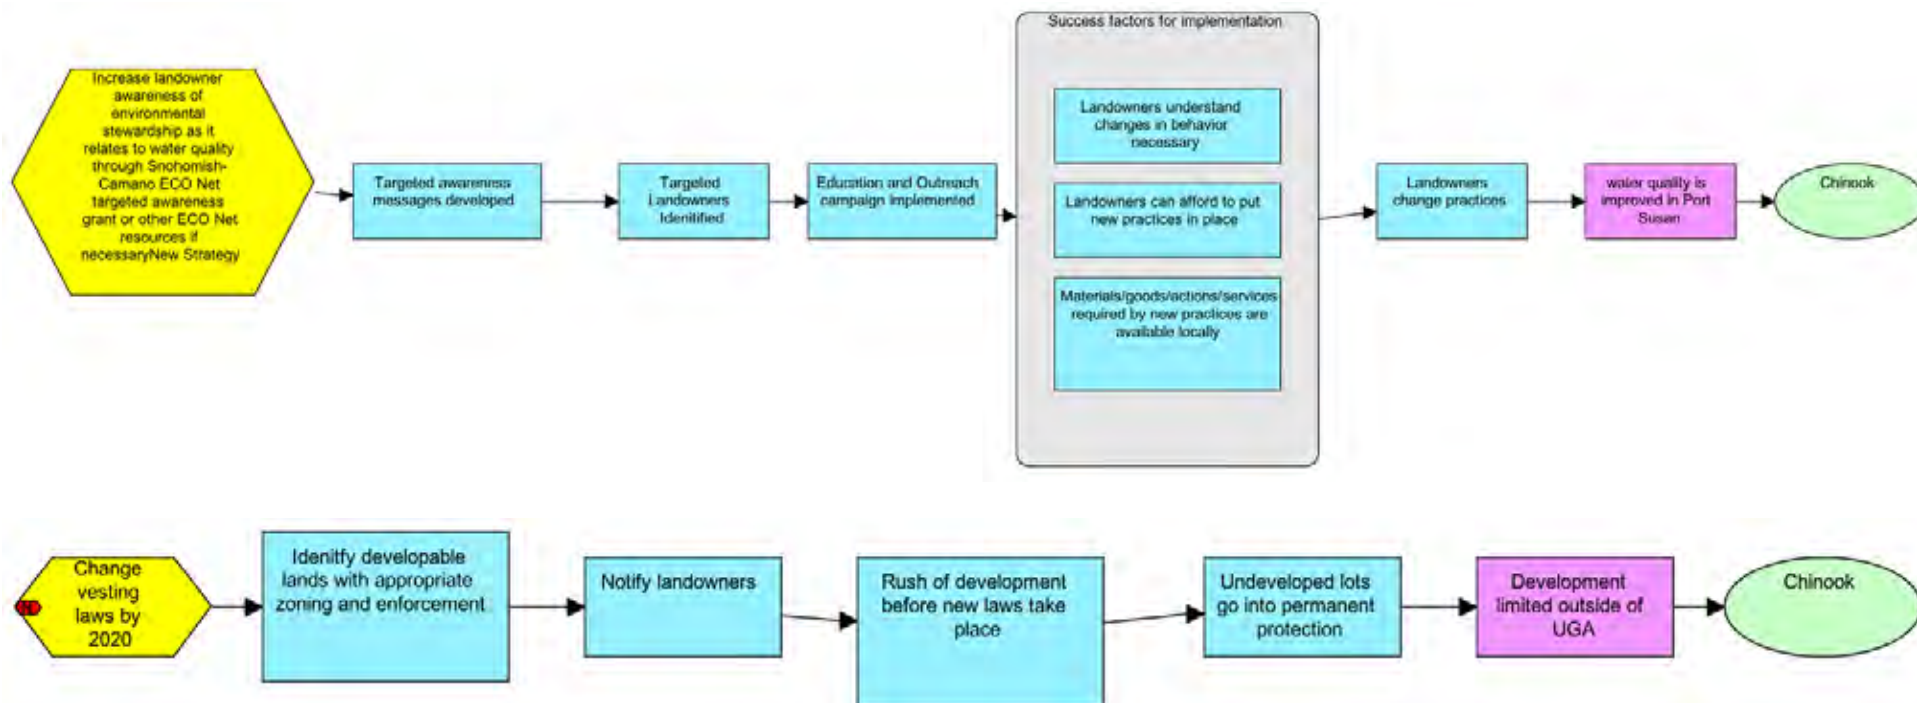 Success factors for implementation
Increase landowner
awareness of
environmental
stewardship as it
relates to water quality
through Snohomish-
Camano ECO Net
targeted awareness
grant or other ECO Net
resources if
necessaryNew Strategy
Targeted awareness
messages developed
Targeted
Landowners
Identitified
Education and Outreach
campaign implemented
Landowners understand
changes in behavior
necessary
Landowners can afford to put
new practices in place
Materials/goods/actions/services
required by new practices are
available locally
Landowners
change practices
water quality is
improved in Port
Susan
Chinook
Change
vesting
laws by
2020
Idenitfy developable
lands with appropriate
zoning and enforcement
Notify landowners
Rush of development
before new laws take
place
Undeveloped lots
go into permanent
protection
Development
limited outside of
UGA
Chinook